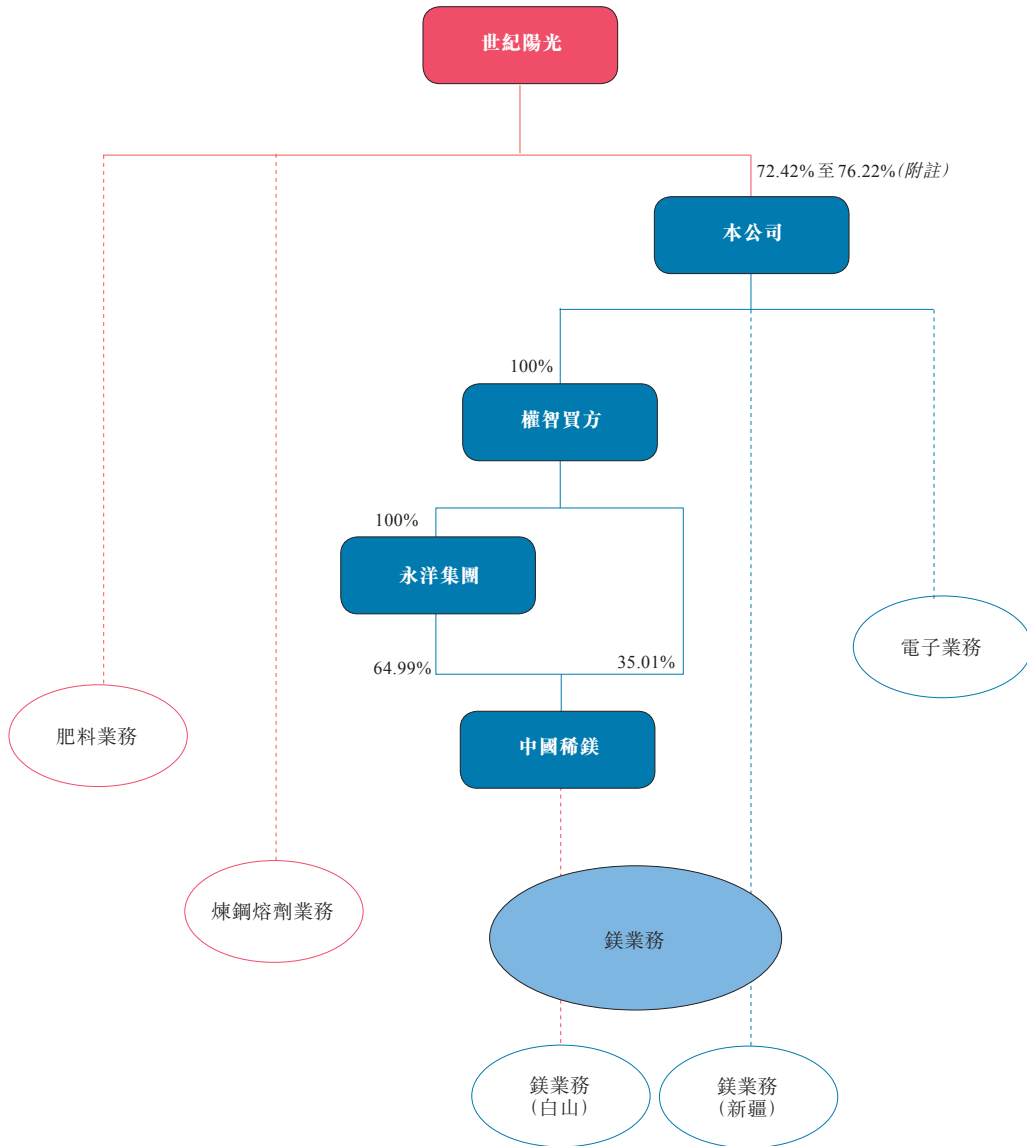 世紀陽光
72.42% 至 76.22%(附註)
本公司
100%
權智買方
100%
永洋集團
電子業務
64.99%
35.01%
肥料業務
中國稀鎂
煉鋼熔劑業務
鎂業務
鎂業務
(白山)
鎂業務
(新疆)